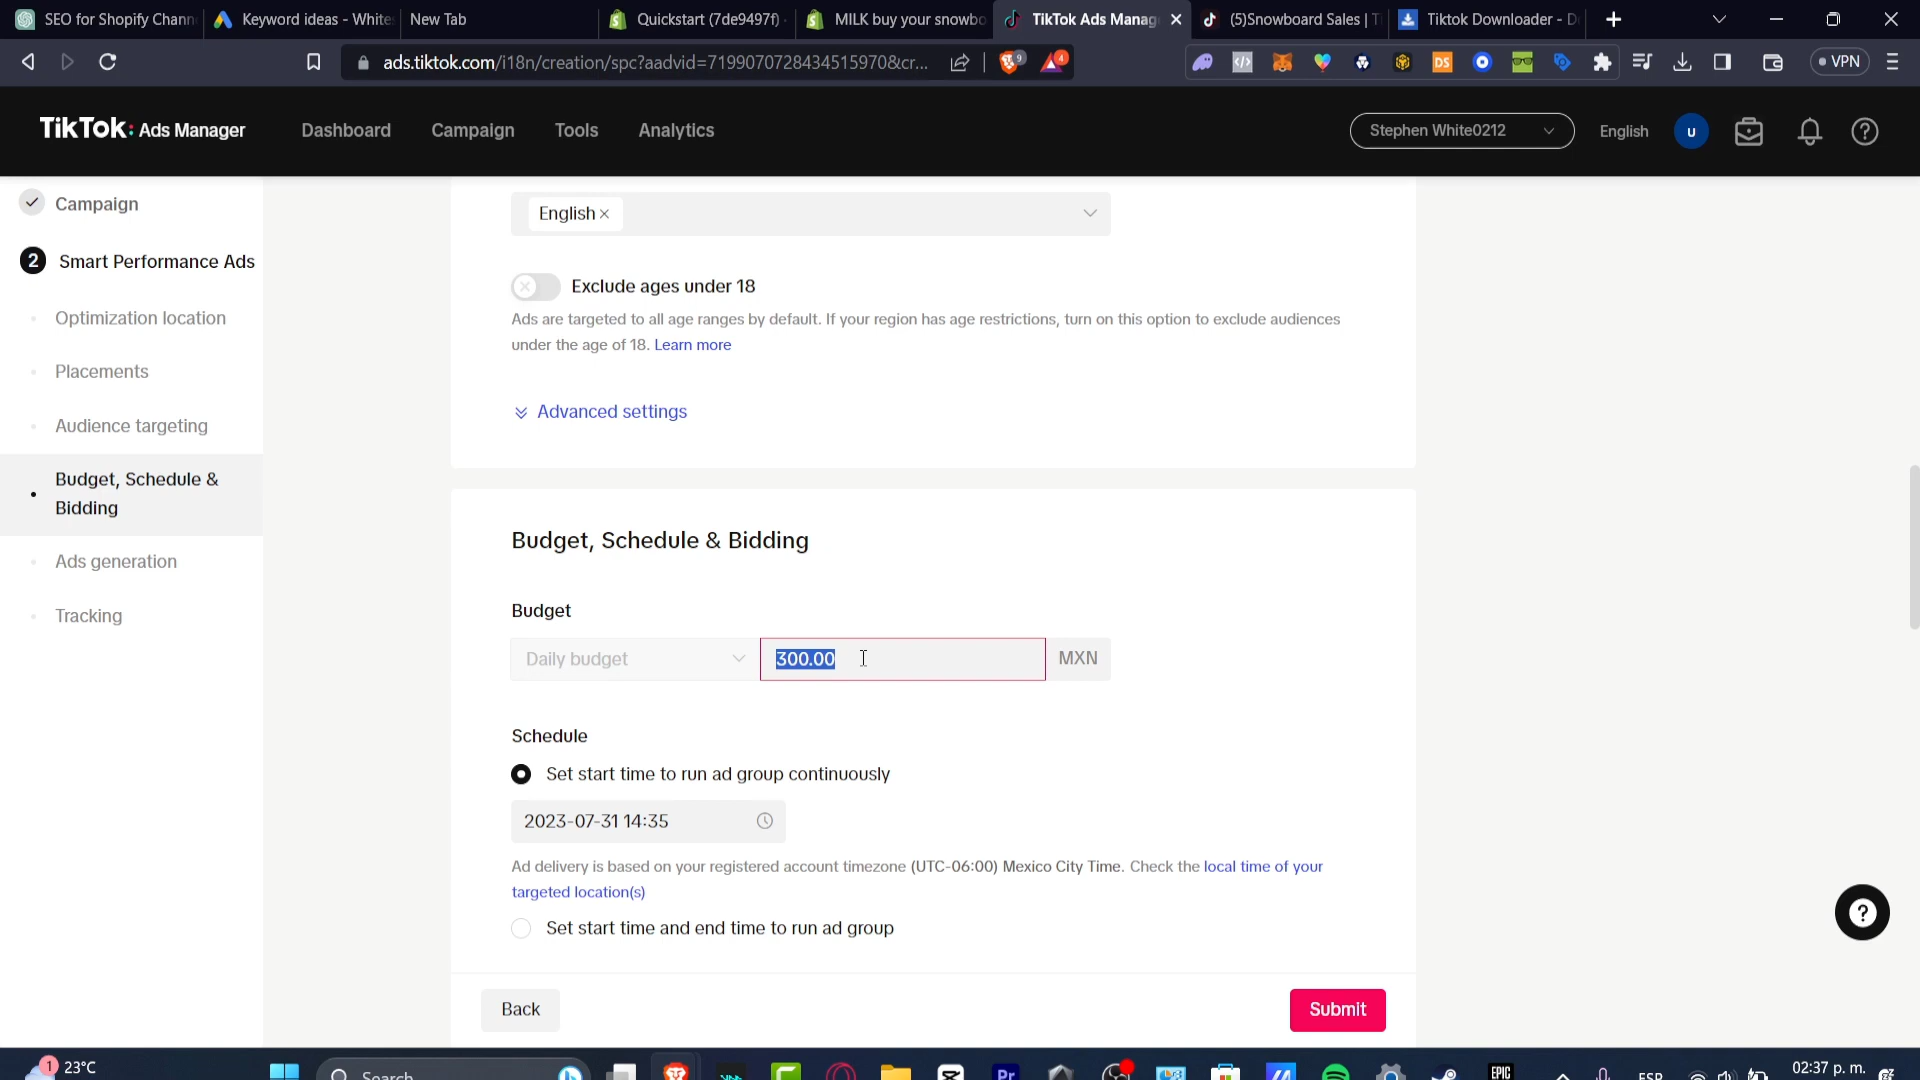 SEO for Shopify Chann
Keyword ideas - White
New Tab
Quickstart (7de9497f) -
MILK buy your snowbo
TikTok Ads Manag
(5)Snowboard Sales | Ti
Tiktok Downloader - D
ads.tiktok.com/i18n/creation/spc?aadvid=7199070728434515970&cr...
9
4
VPN
TikTok: Ads Manager
Dashboard
Campaign
Tools
Analytics
Stephen White0212
English
U
Campaign
2 Smart Performance Ads
Optimization location
Placements
Audience targeting
Budget, Schedule &
Bidding
Ads generation
Tracking
English
Exclude ages under 18
Ads are targeted to all age ranges by default. If your region has age restrictions, turn on this option to exclude audiences
under the age of 18. Learn more
Advanced settings
Budget, Schedule & Bidding
Budget
Daily budget
300.00
MXN
Schedule
Set start time to run ad group continuously
2023-07-31 14:35
Ad delivery is based on your registered account timezone (UTC-06:00) Mexico City Time. Check the local time of your
targeted location(s)
Set start time and end time to run ad group
Back
Submit
1
23°C
Search
Pr
EPIC
ESP
02:37 p. m.